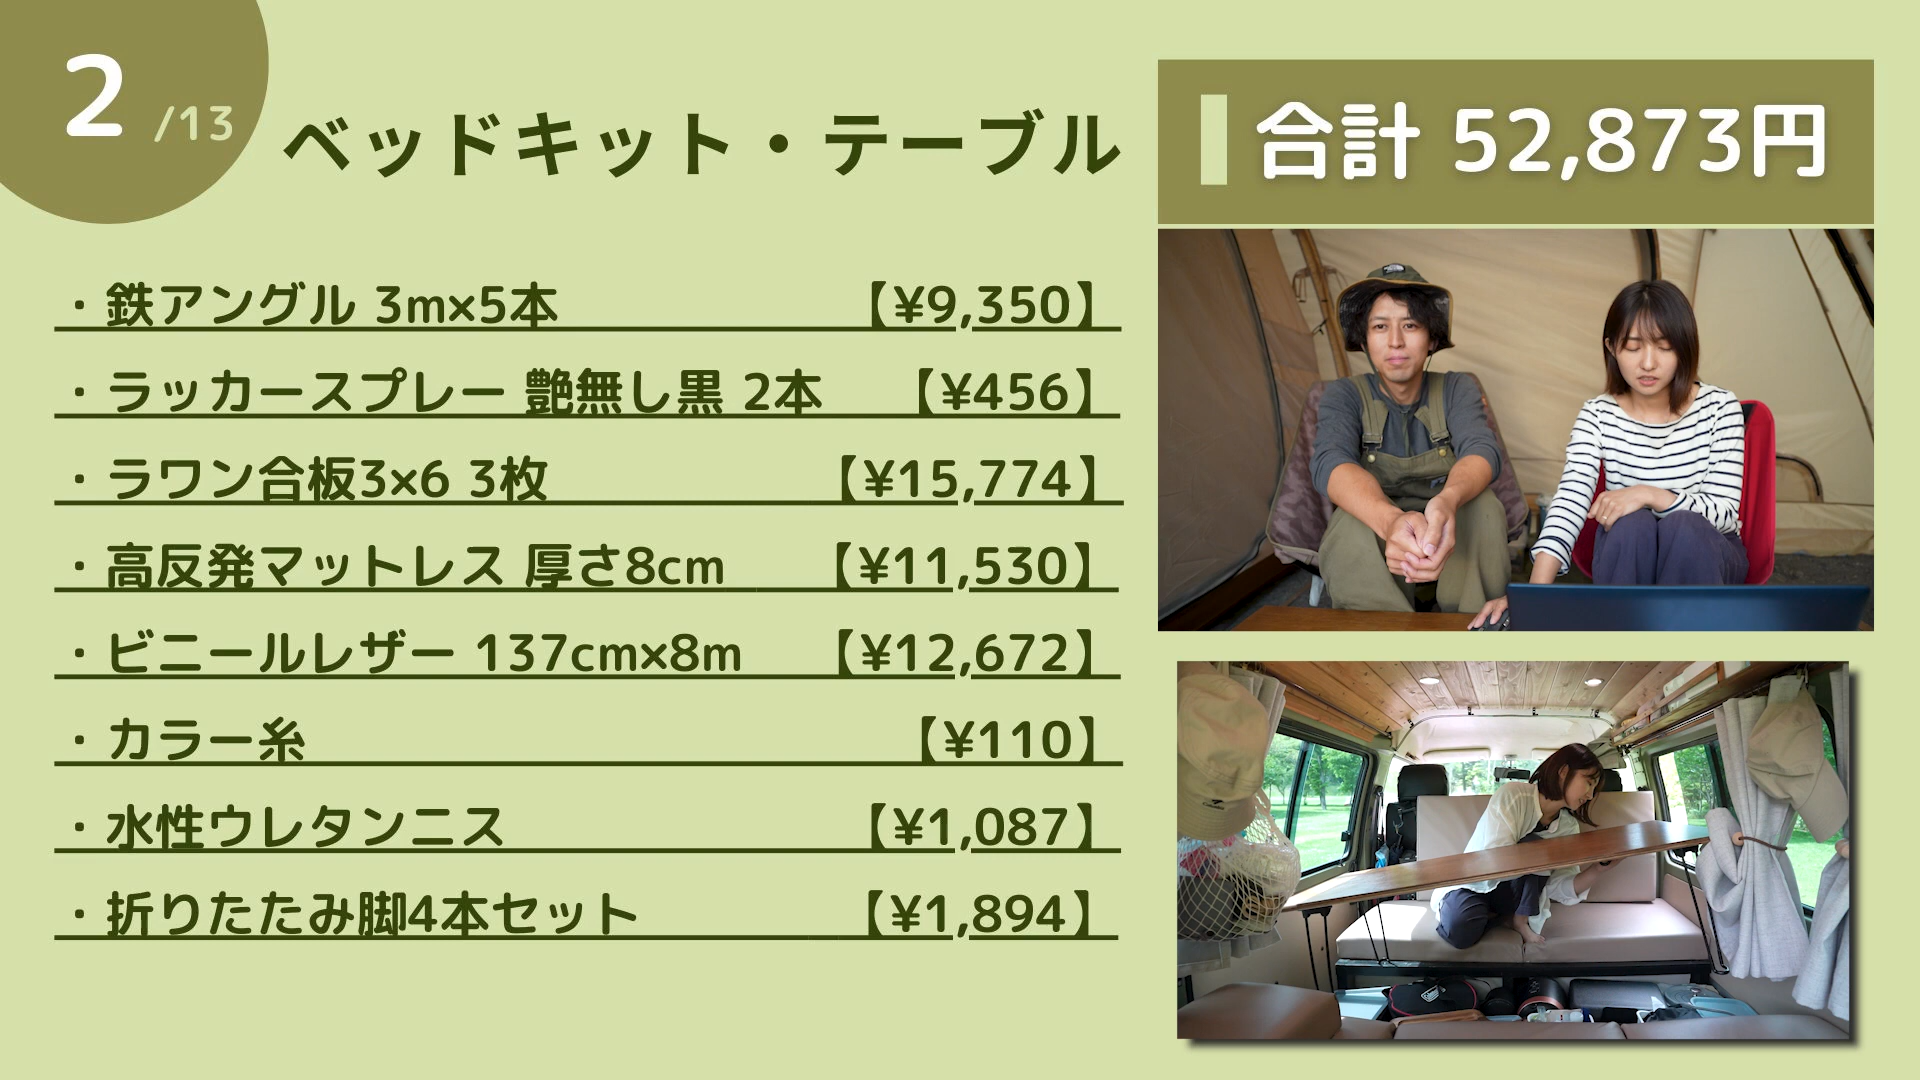 2 /13
ベッドキット・テーブル
合計 52,873円
・鉄アングル 3m×5本 【¥9,350】
・ラッカースプレー 艶無し黒 2本 【¥456】
・ラワン合板3×6 3枚 【¥15,774】
・高反発マットレス 厚さ8cm 【¥11,530】
・ビニールレザー 137cm×8m 【¥12,672】
・カラー糸 【¥110】
・水性ウレタンニス 【¥1,087】
・折りたたみ脚4本セット 【¥1,894】